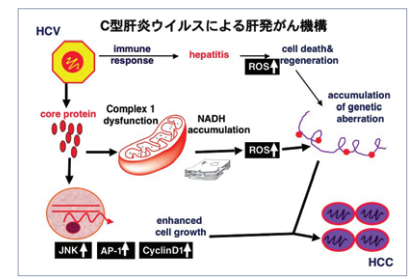 C型肝炎ウイルスによる肝発がん機構
HCV
immune
response
hepatitis
cell death&
regeneration
ROS
accumulation
of genetic
aberration
core protein
Complex 1
dysfunction
NADH
accumulation
ROS
enhanced
cell growth
JNK
AP-1
CyclinD1
HCC